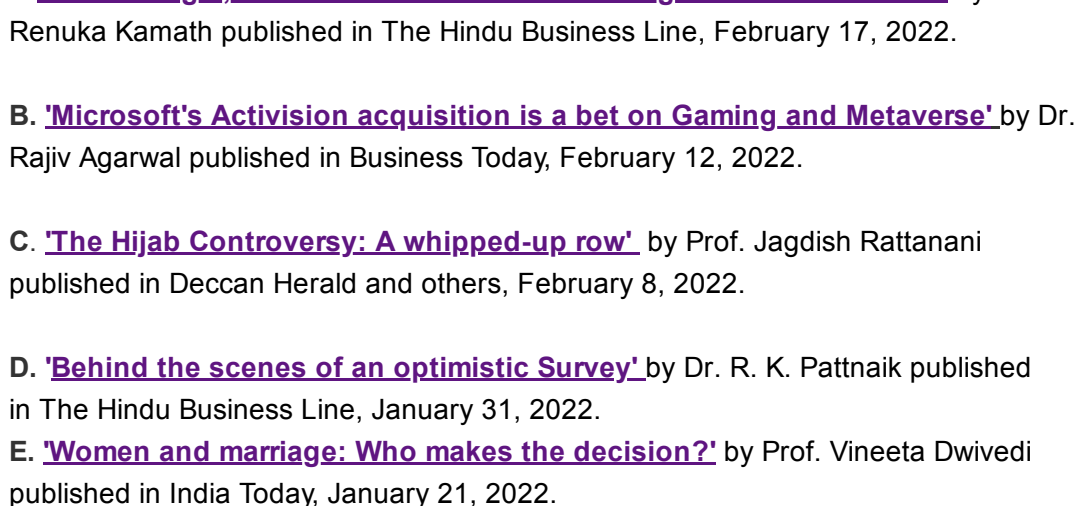 Renuka Kamath published in The Hindu Business Line, February 17, 2022.
B. 'Microsoft's Activision acquisition is a bet on Gaming and Metaverse' by Dr.
Rajiv Agarwal published in Business Today, February 12, 2022.
C. 'The Hijab Controversy: A whipped-up row' by Prof. Jagdish Rattanani
published in Deccan Herald and others, February 8, 2022.
D. 'Behind the scenes of an optimistic Survey' by Dr. R. K. Pattnaik published
in The Hindu Business Line, January 31, 2022.
E. 'Women and marriage: Who makes the decision?' by Prof. Vineeta Dwivedi
published in India Today, January 21, 2022.